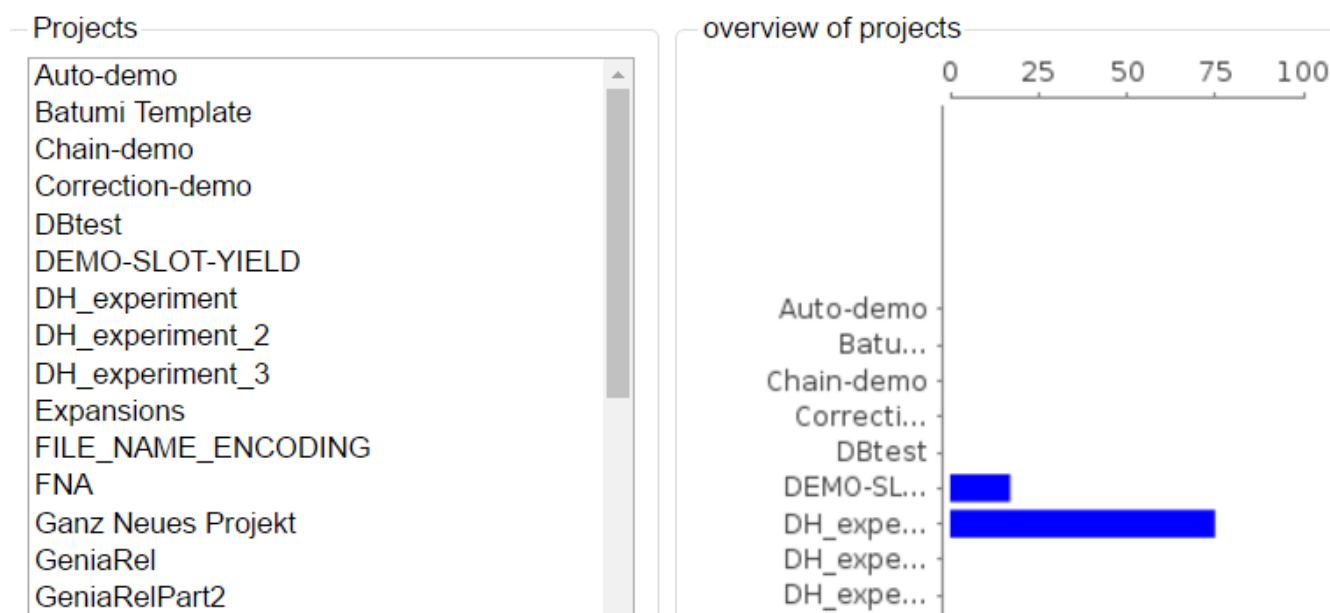 Projects
Auto-demo
Batumi Template
Chain-demo
Correction-demo
DBtest
DEMO-SLOT-YIELD
DH_experiment
DH_experiment_2
DH_experiment_3
Expansions
FILE_NAME_ENCODING
FNA
Ganz Neues Projekt
GeniaRel
GeniaRelPart2
overview of projects
0 25 50 75 100
Auto-demo
Batu...
Chain-demo
Correcti...
DBtest
DEMO-SL...
DH_expe...
DH_expe...
DH_expe...